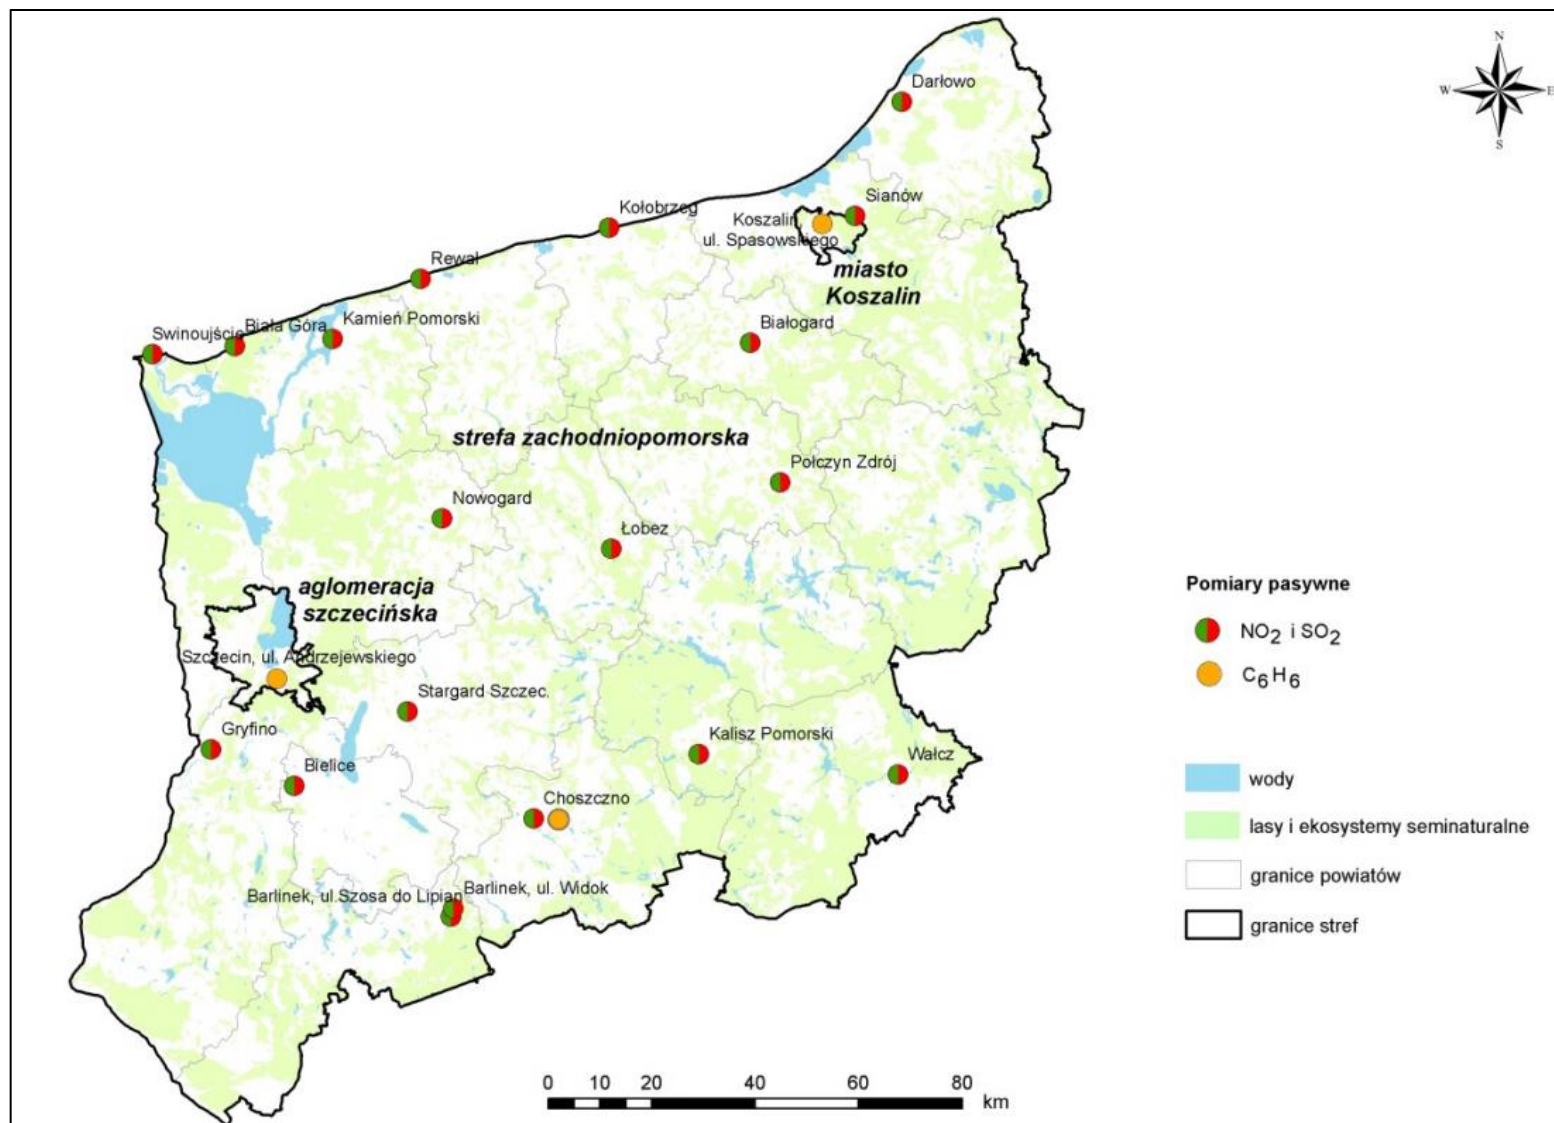 N
W
E
S
Darłowo
Sianów
Kołobrzeg
Koszalin,
ul. Spasowskiego
miasto
Koszalin
Rewal
Białogard
Kamień Pomorski
Biała Góra
Swinoujście
strefa zachodniopomorska
Połczyn Zdrój
Nowogard
Łobez
aglomeracja
szczecińska
Szczecin, ul. Andrzejewskiego
Stargard Szczec.
Gryfino
Bielice
Kalisz Pomorski
Wałcz
Choszczno
Barlinek, ul.Szosa do Lipian
Barlinek, ul. Widok
Pomiary pasywne
NO2 i SO2
C6H6
wody
lasy i ekosystemy seminaturalne
granice powiatów
granice stref
0 10 20 40 60 80
km